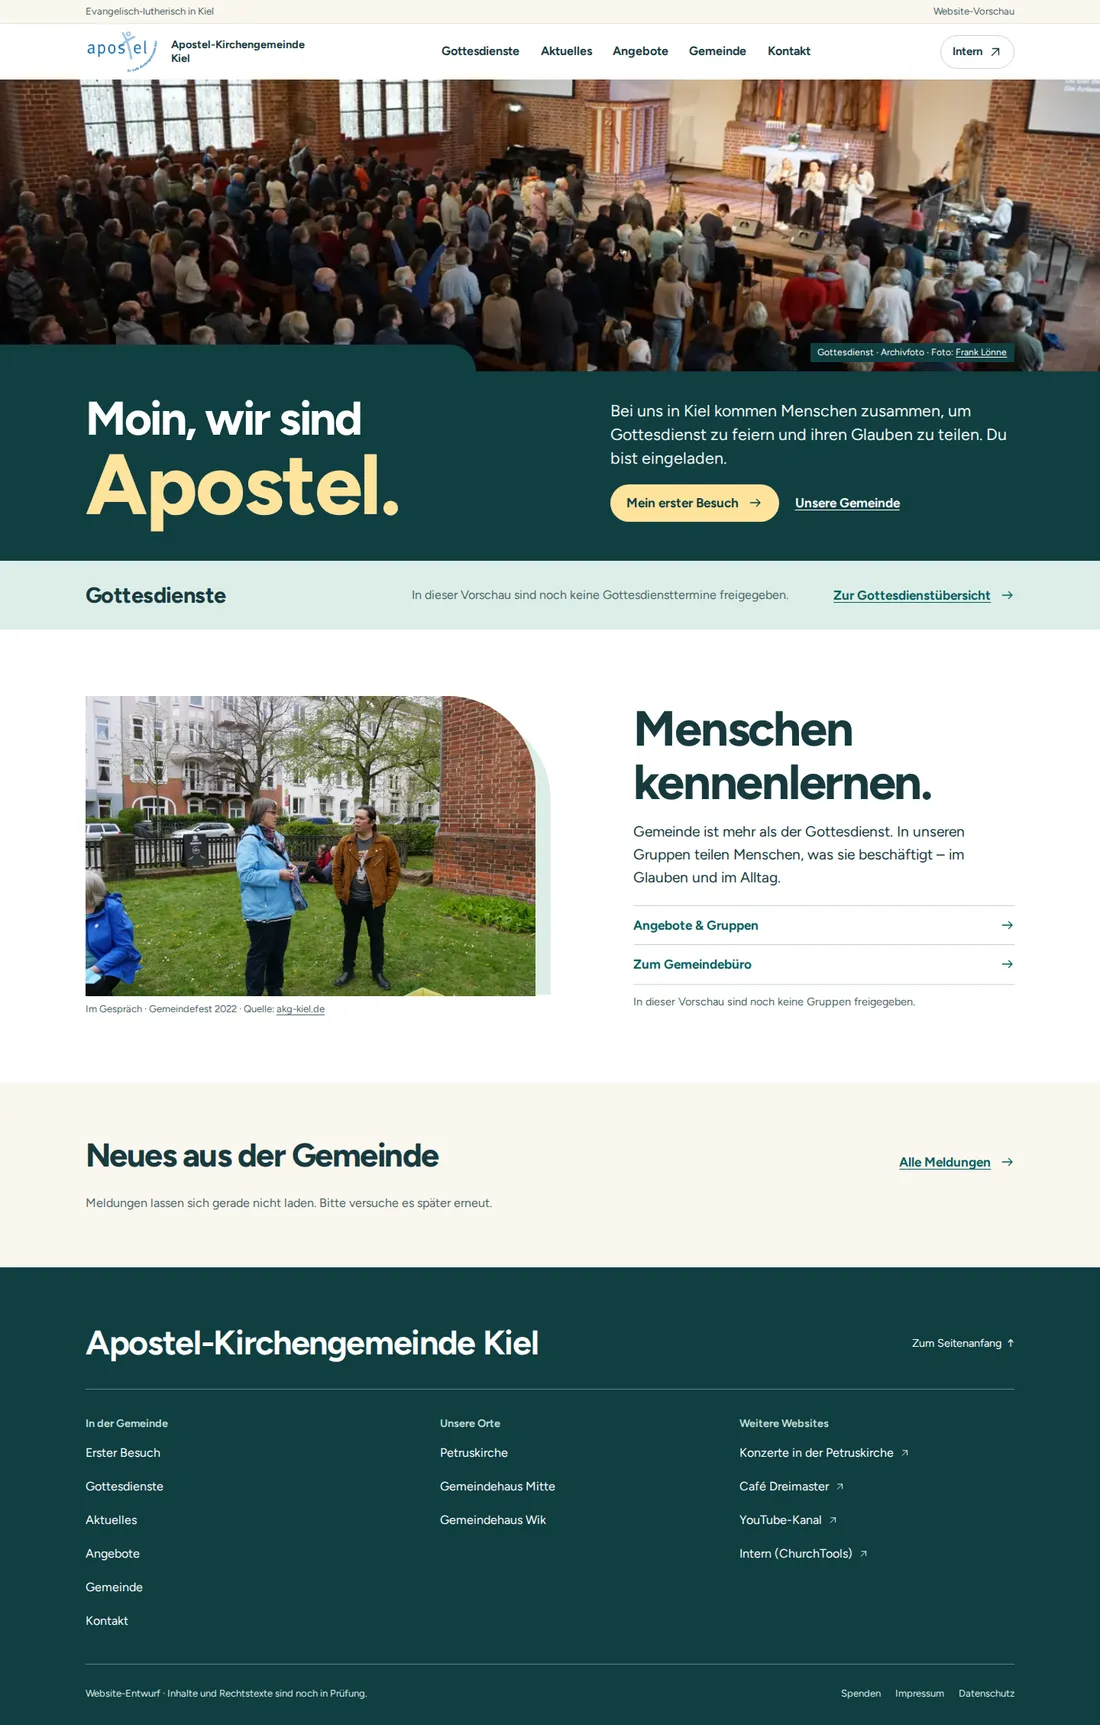 Evangelisch-lutherisch in Kiel
Website-Vorschau
apostel
Apostel-Kirchengemeinde
Kiel
Gottesdienste
Aktuelles
Angebote
Gemeinde
Kontakt
Intern
Gottesdienst · Archivfoto · Foto: Frank Lönne
Moin, wir sind
Apostel.
Bei uns in Kiel kommen Menschen zusammen, um
Gottesdienst zu feiern und ihren Glauben zu teilen. Du
bist eingeladen.
Mein erster Besuch →
Unsere Gemeinde
Gottesdienste
In dieser Vorschau sind noch keine Gottesdiensttermine freigegeben.
Zur Gottesdienstübersicht →
Menschen
kennenlernen.
Gemeinde ist mehr als der Gottesdienst. In unseren
Gruppen teilen Menschen, was sie beschäftigt – im
Glauben und im Alltag.
Angebote & Gruppen →
Zum Gemeindebüro →
In dieser Vorschau sind noch keine Gruppen freigegeben.
Im Gespräch · Gemeindefest 2022 · Quelle: akg-kiel.de
Neues aus der Gemeinde
Alle Meldungen →
Meldungen lassen sich gerade nicht laden. Bitte versuche es später erneut.
Apostel-Kirchengemeinde Kiel
Zum Seitenanfang ↑
In der Gemeinde
Erster Besuch
Gottesdienste
Aktuelles
Angebote
Gemeinde
Kontakt
Unsere Orte
Petruskirche
Gemeindehaus Mitte
Gemeindehaus Wik
Weitere Websites
Konzerte in der Petruskirche
Café Dreimaster
YouTube-Kanal
Intern (ChurchTools)
Website-Entwurf · Inhalte und Rechtstexte sind noch in Prüfung.
Spenden
Impressum
Datenschutz